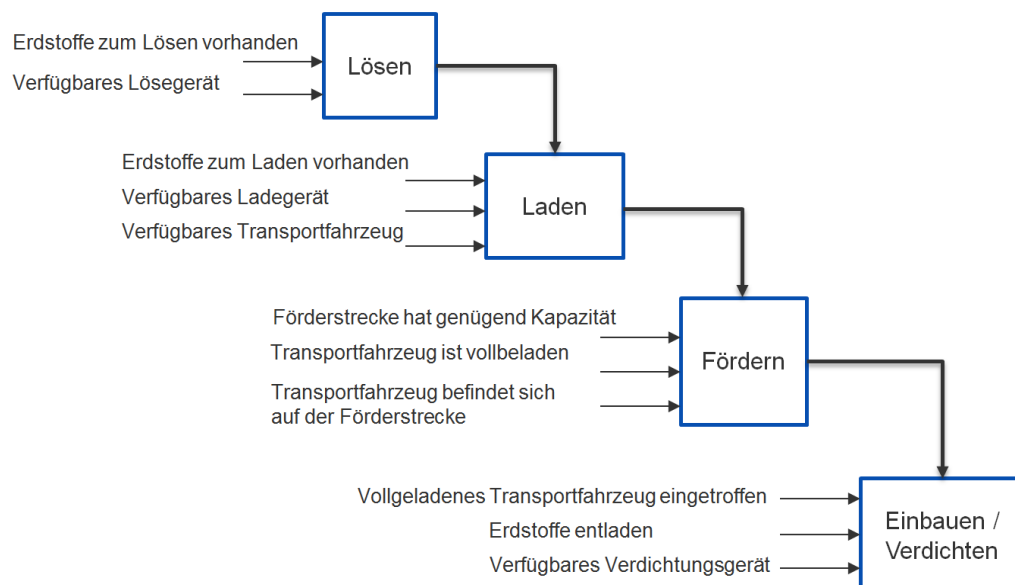 Erdstoffe zum Lösen vorhanden
Verfügbares Lösegerät
Lösen
Erdstoffe zum Laden vorhanden
Verfügbares Ladegerät
Verfügbares Transportfahrzeug
Laden
Förderstrecke hat genügend Kapazität
Transportfahrzeug ist vollbeladen
Transportfahrzeug befindet sich
auf der Förderstrecke
Fördern
Vollgeladenes Transportfahrzeug eingetroffen
Erdstoffe entladen
Verfügbares Verdichtungsgerät
Einbauen /
Verdichten